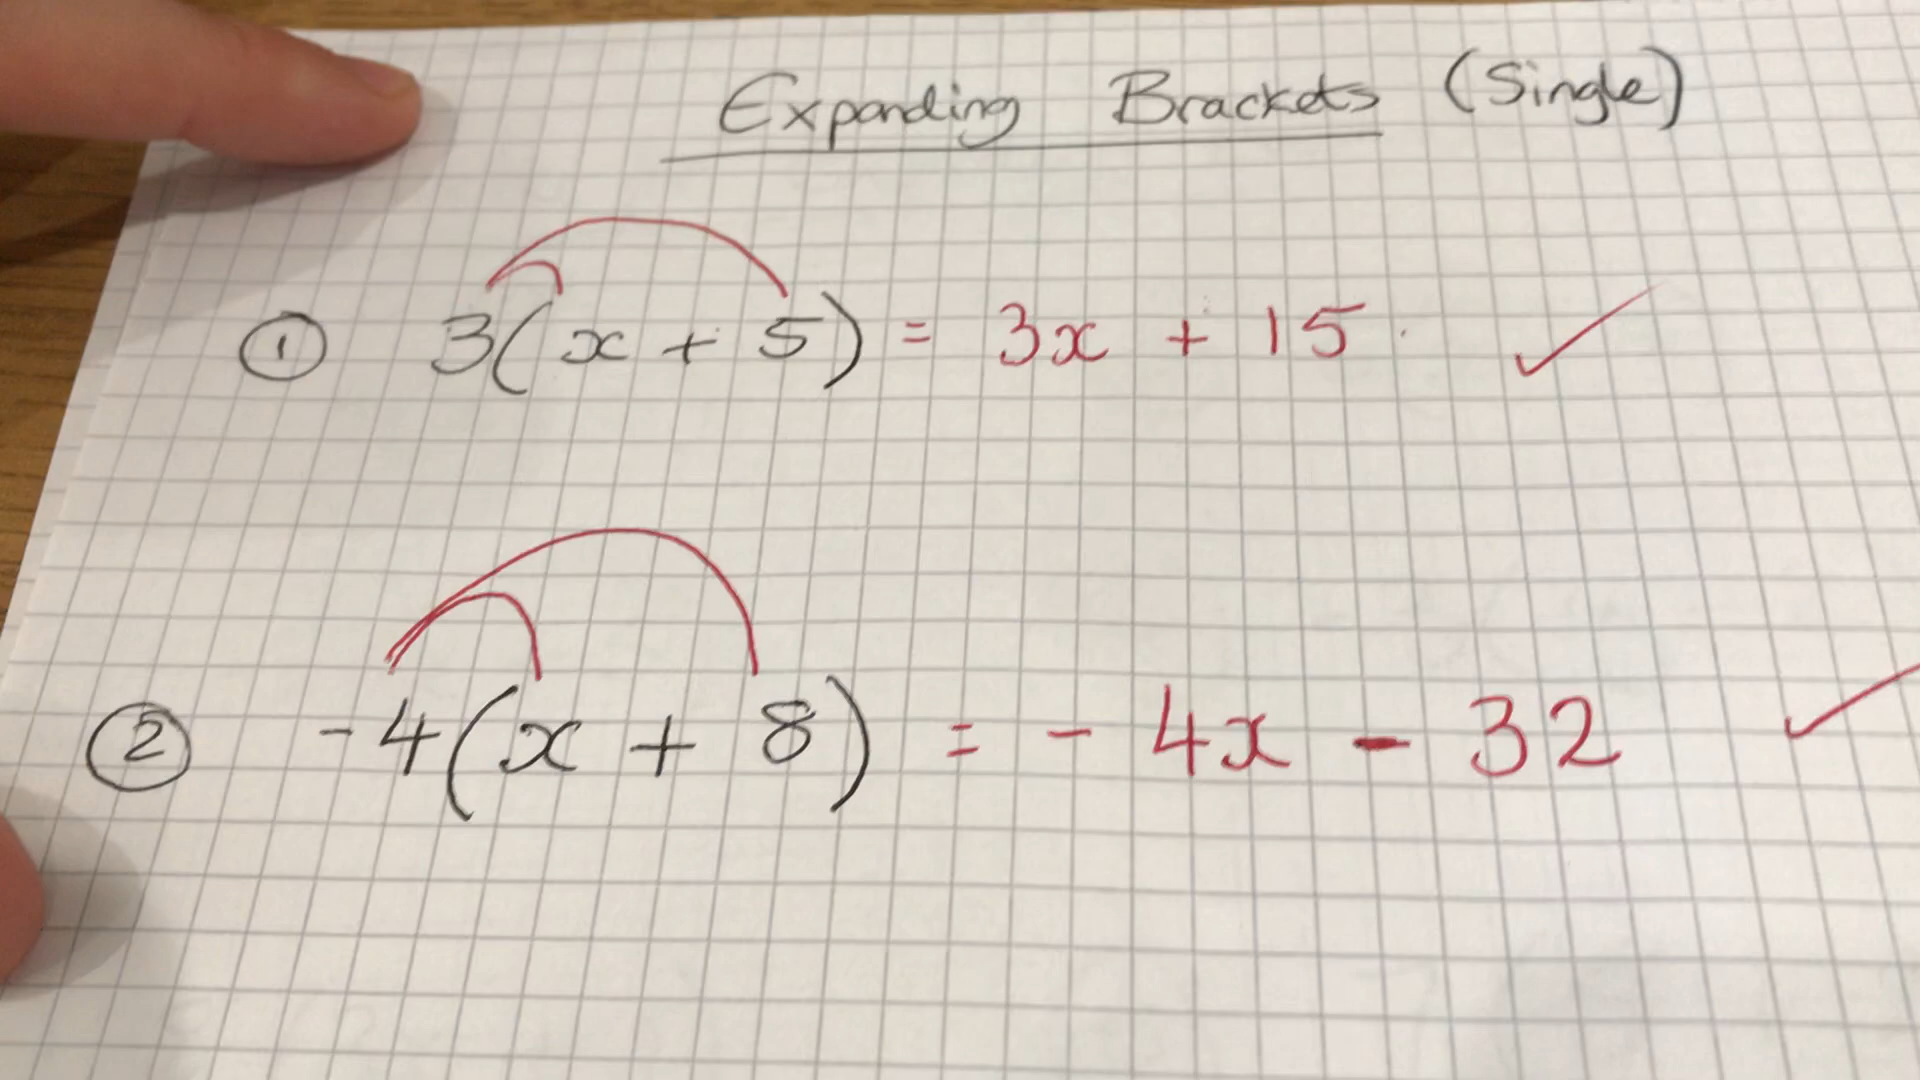 Expanding Brackets (Single)
① 3(x + 5) = 3x + 15 ✓
② -4(x + 8) = - 4x - 32 ✓